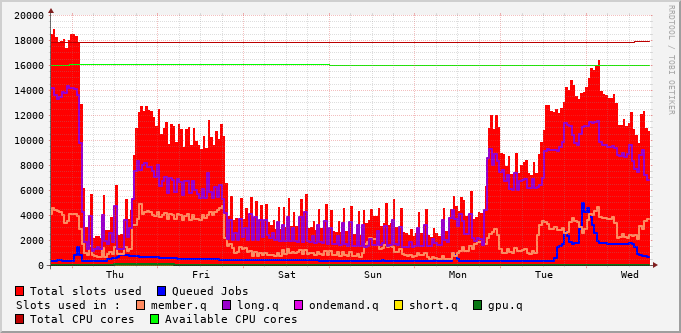 20000
18000
16000
14000
12000
10000
8000
6000
4000
2000
0
Thu Fri Sat Sun Mon Tue Wed
RRDTOOL / TOBI OETIKER
Total slots used Queued Jobs
Slots used in : member.q long.q ondemand.q short.q gpu.q
Total CPU cores Available CPU cores